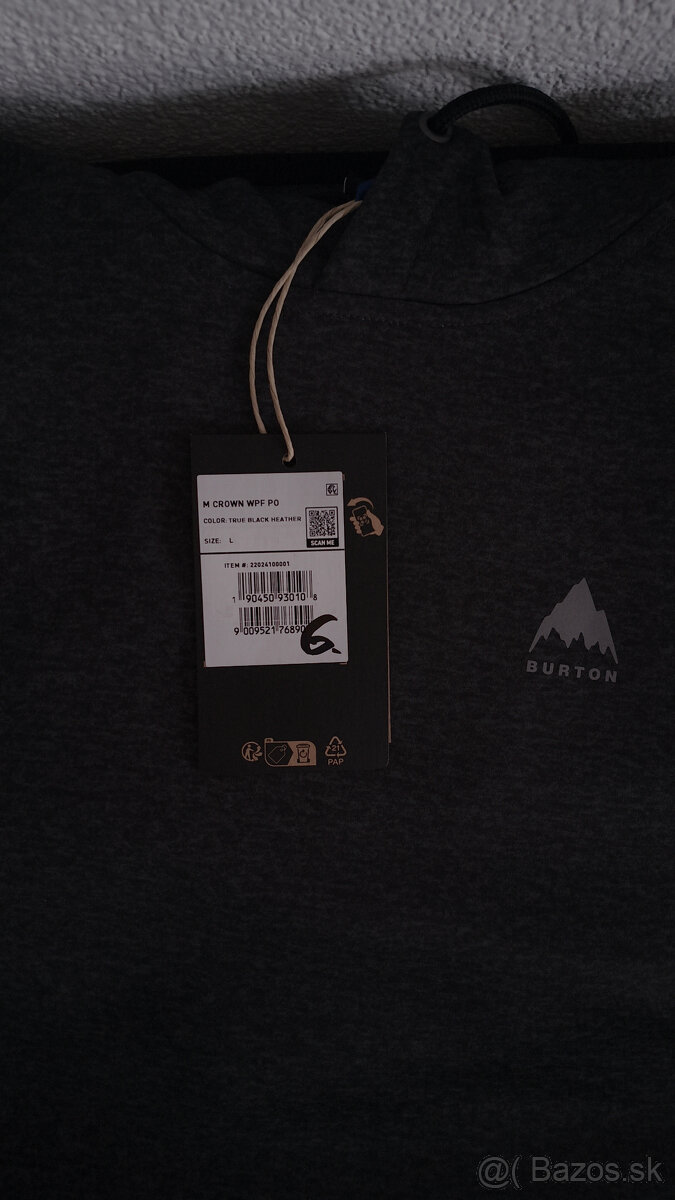 M CROWN WPF PO
COLOR: TRUE BLACK HEATHER
SIZE: L
SCAN ME
ITEM #: 22024100001
1 90450 93010 8
9 009521 76890
6.
BURTON
21
PAP
@( Bazos.sk